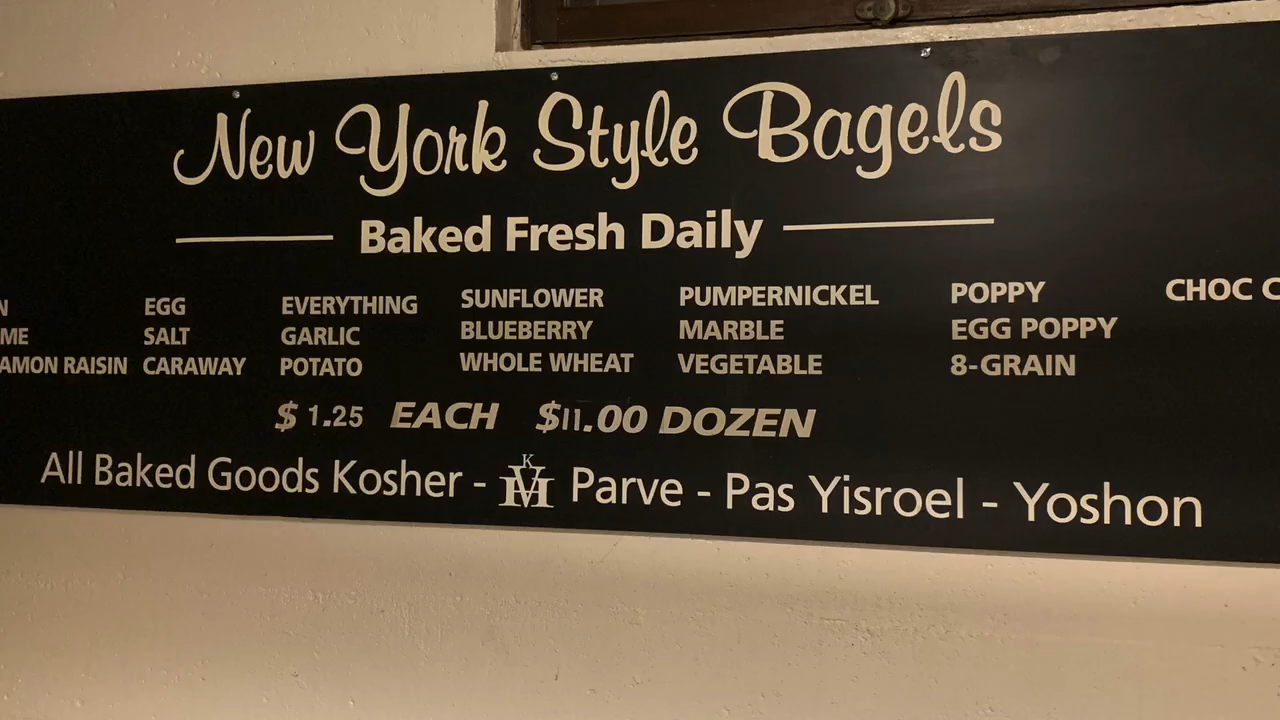 New York Style Bagels
Baked Fresh Daily
N EGG EVERYTHING SUNFLOWER PUMPERNICKEL POPPY CHOC C
ME SALT GARLIC BLUEBERRY MARBLE EGG POPPY
AMON RAISIN CARAWAY POTATO WHOLE WHEAT VEGETABLE 8-GRAIN
$ 1.25 EACH $11.00 DOZEN
All Baked Goods Kosher - KVH Parve - Pas Yisroel - Yoshon